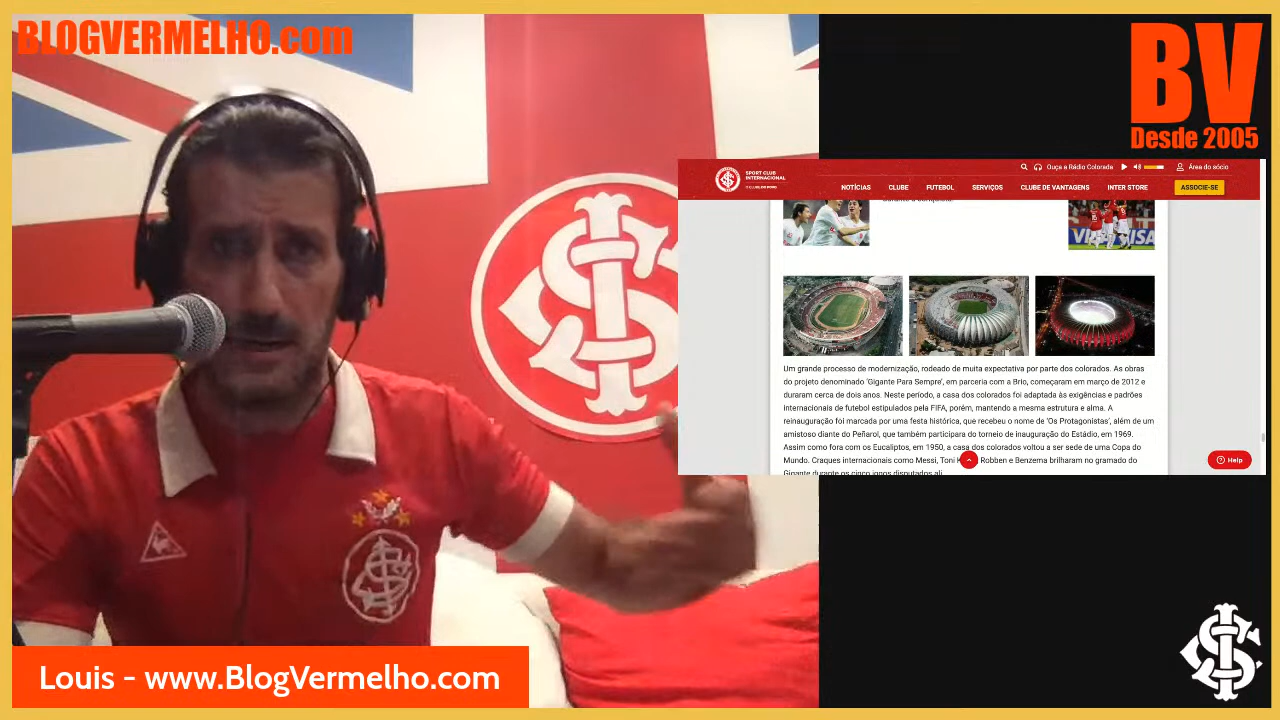 BLOGVERMELHO.com
BV
Desde 2005
SPORT CLUB
INTERNACIONAL
Ouça a Rádio Colorada
Área do sócio
NOTÍCIAS CLUBE FUTEBOL SERVIÇOS CLUBE DE VANTAGENS INTER STORE ASSOCIE-SE
Um grande processo de modernização, rodeado de muita expectativa por parte dos colorados. As obras
do projeto denominado 'Gigante Para Sempre', em parceria com a Brio, começaram em março de 2012 e
duraram cerca de dois anos. Neste período, a casa dos colorados foi adaptada às exigências e padrões
internacionais de futebol estipulados pela FIFA, porém, mantendo a mesma estrutura e alma. A
reinauguração foi marcada por uma festa histórica, que recebeu o nome de 'Os Protagonistas', além de um
amistoso diante do Peñarol, que também participara do torneio de inauguração do Estádio, em 1969.
Assim como fora com os Eucaliptos, em 1950, a casa dos colorados voltou a ser sede de uma Copa do
Mundo. Craques internacionais como Messi, Toni Robben e Benzema brilharam no gramado do
Gigante durante os cinco jogos disputados ali.
Help
Louis - www.BlogVermelho.com